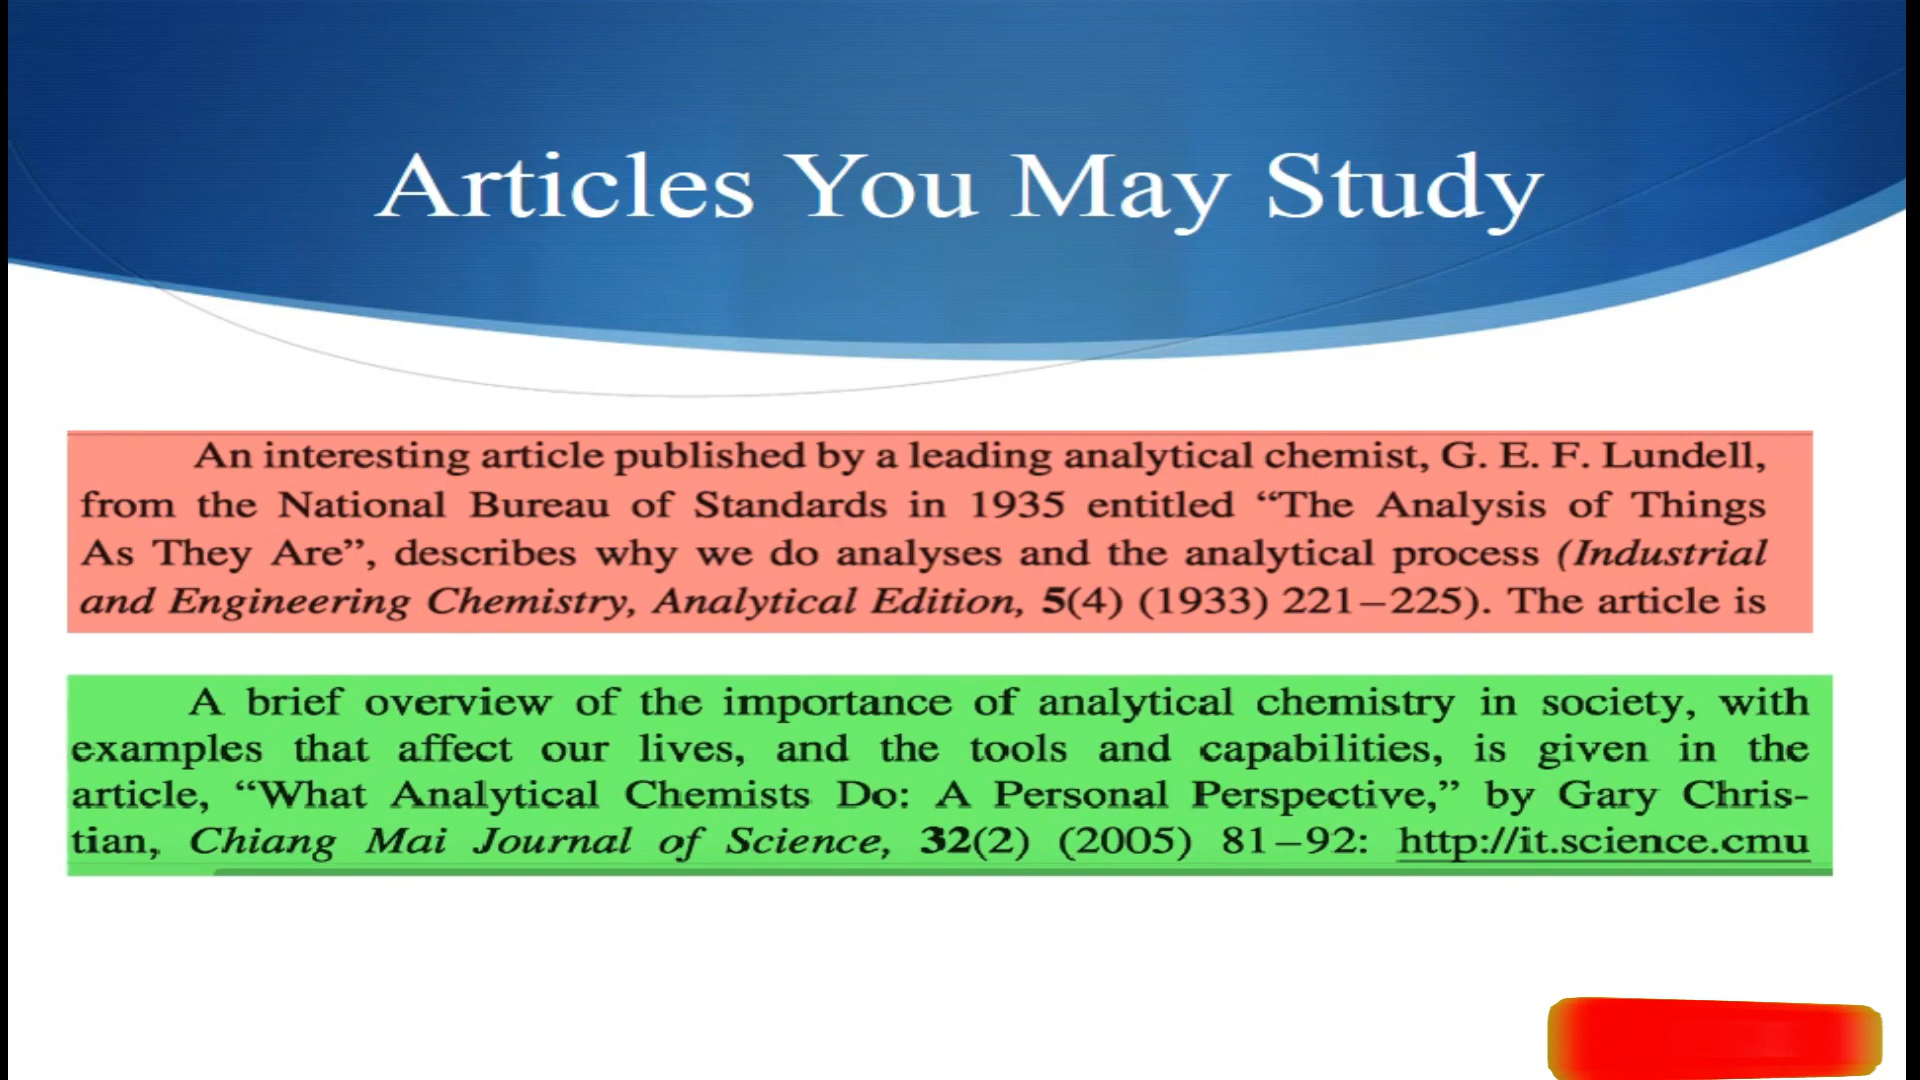 Articles You May Study
An interesting article published by a leading analytical chemist, G. E. F. Lundell,
from the National Bureau of Standards in 1935 entitled “The Analysis of Things
As They Are”, describes why we do analyses and the analytical process (Industrial
and Engineering Chemistry, Analytical Edition, 5(4) (1933) 221–225). The article is
A brief overview of the importance of analytical chemistry in society, with
examples that affect our lives, and the tools and capabilities, is given in the
article, “What Analytical Chemists Do: A Personal Perspective,” by Gary Chris-
tian, Chiang Mai Journal of Science, 32(2) (2005) 81–92: http://it.science.cmu